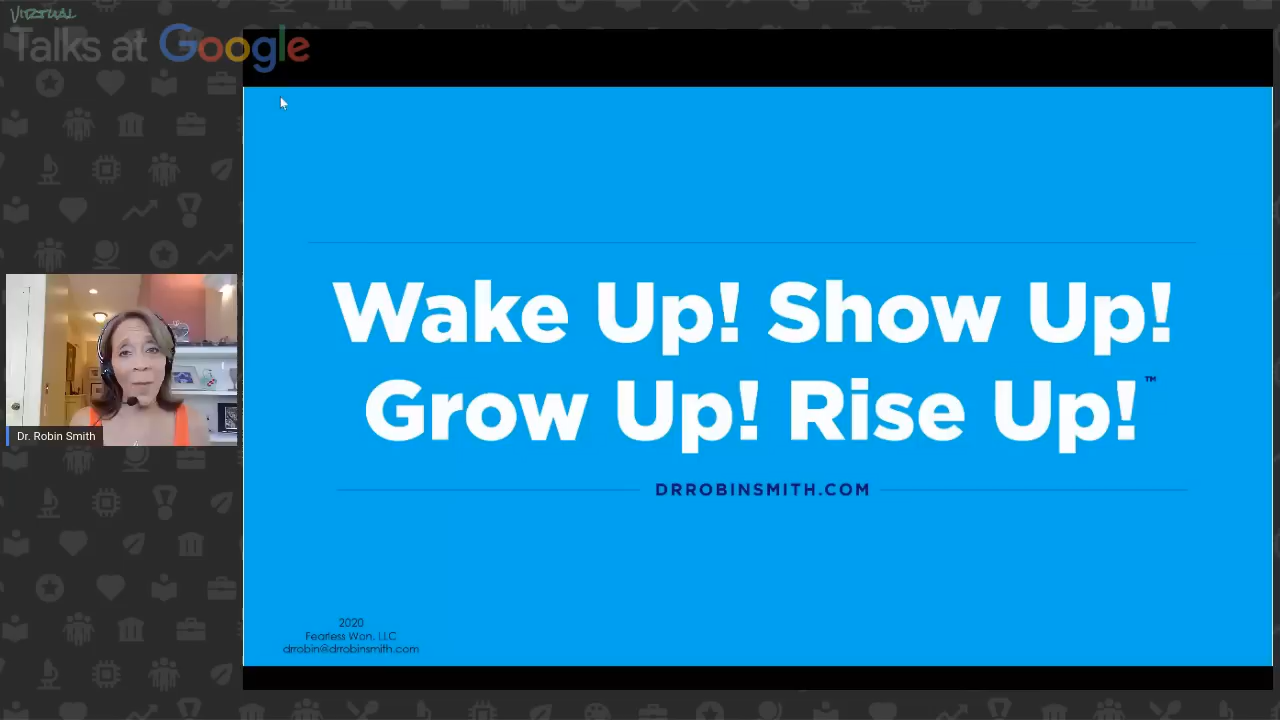 VIRTUAL
Talks at Google
Wake Up! Show Up!
Grow Up! Rise Up!™
DRROBINSMITH.COM
Dr. Robin Smith
2020
Fearless Won, LLC
drrobin@drrobinsmith.com